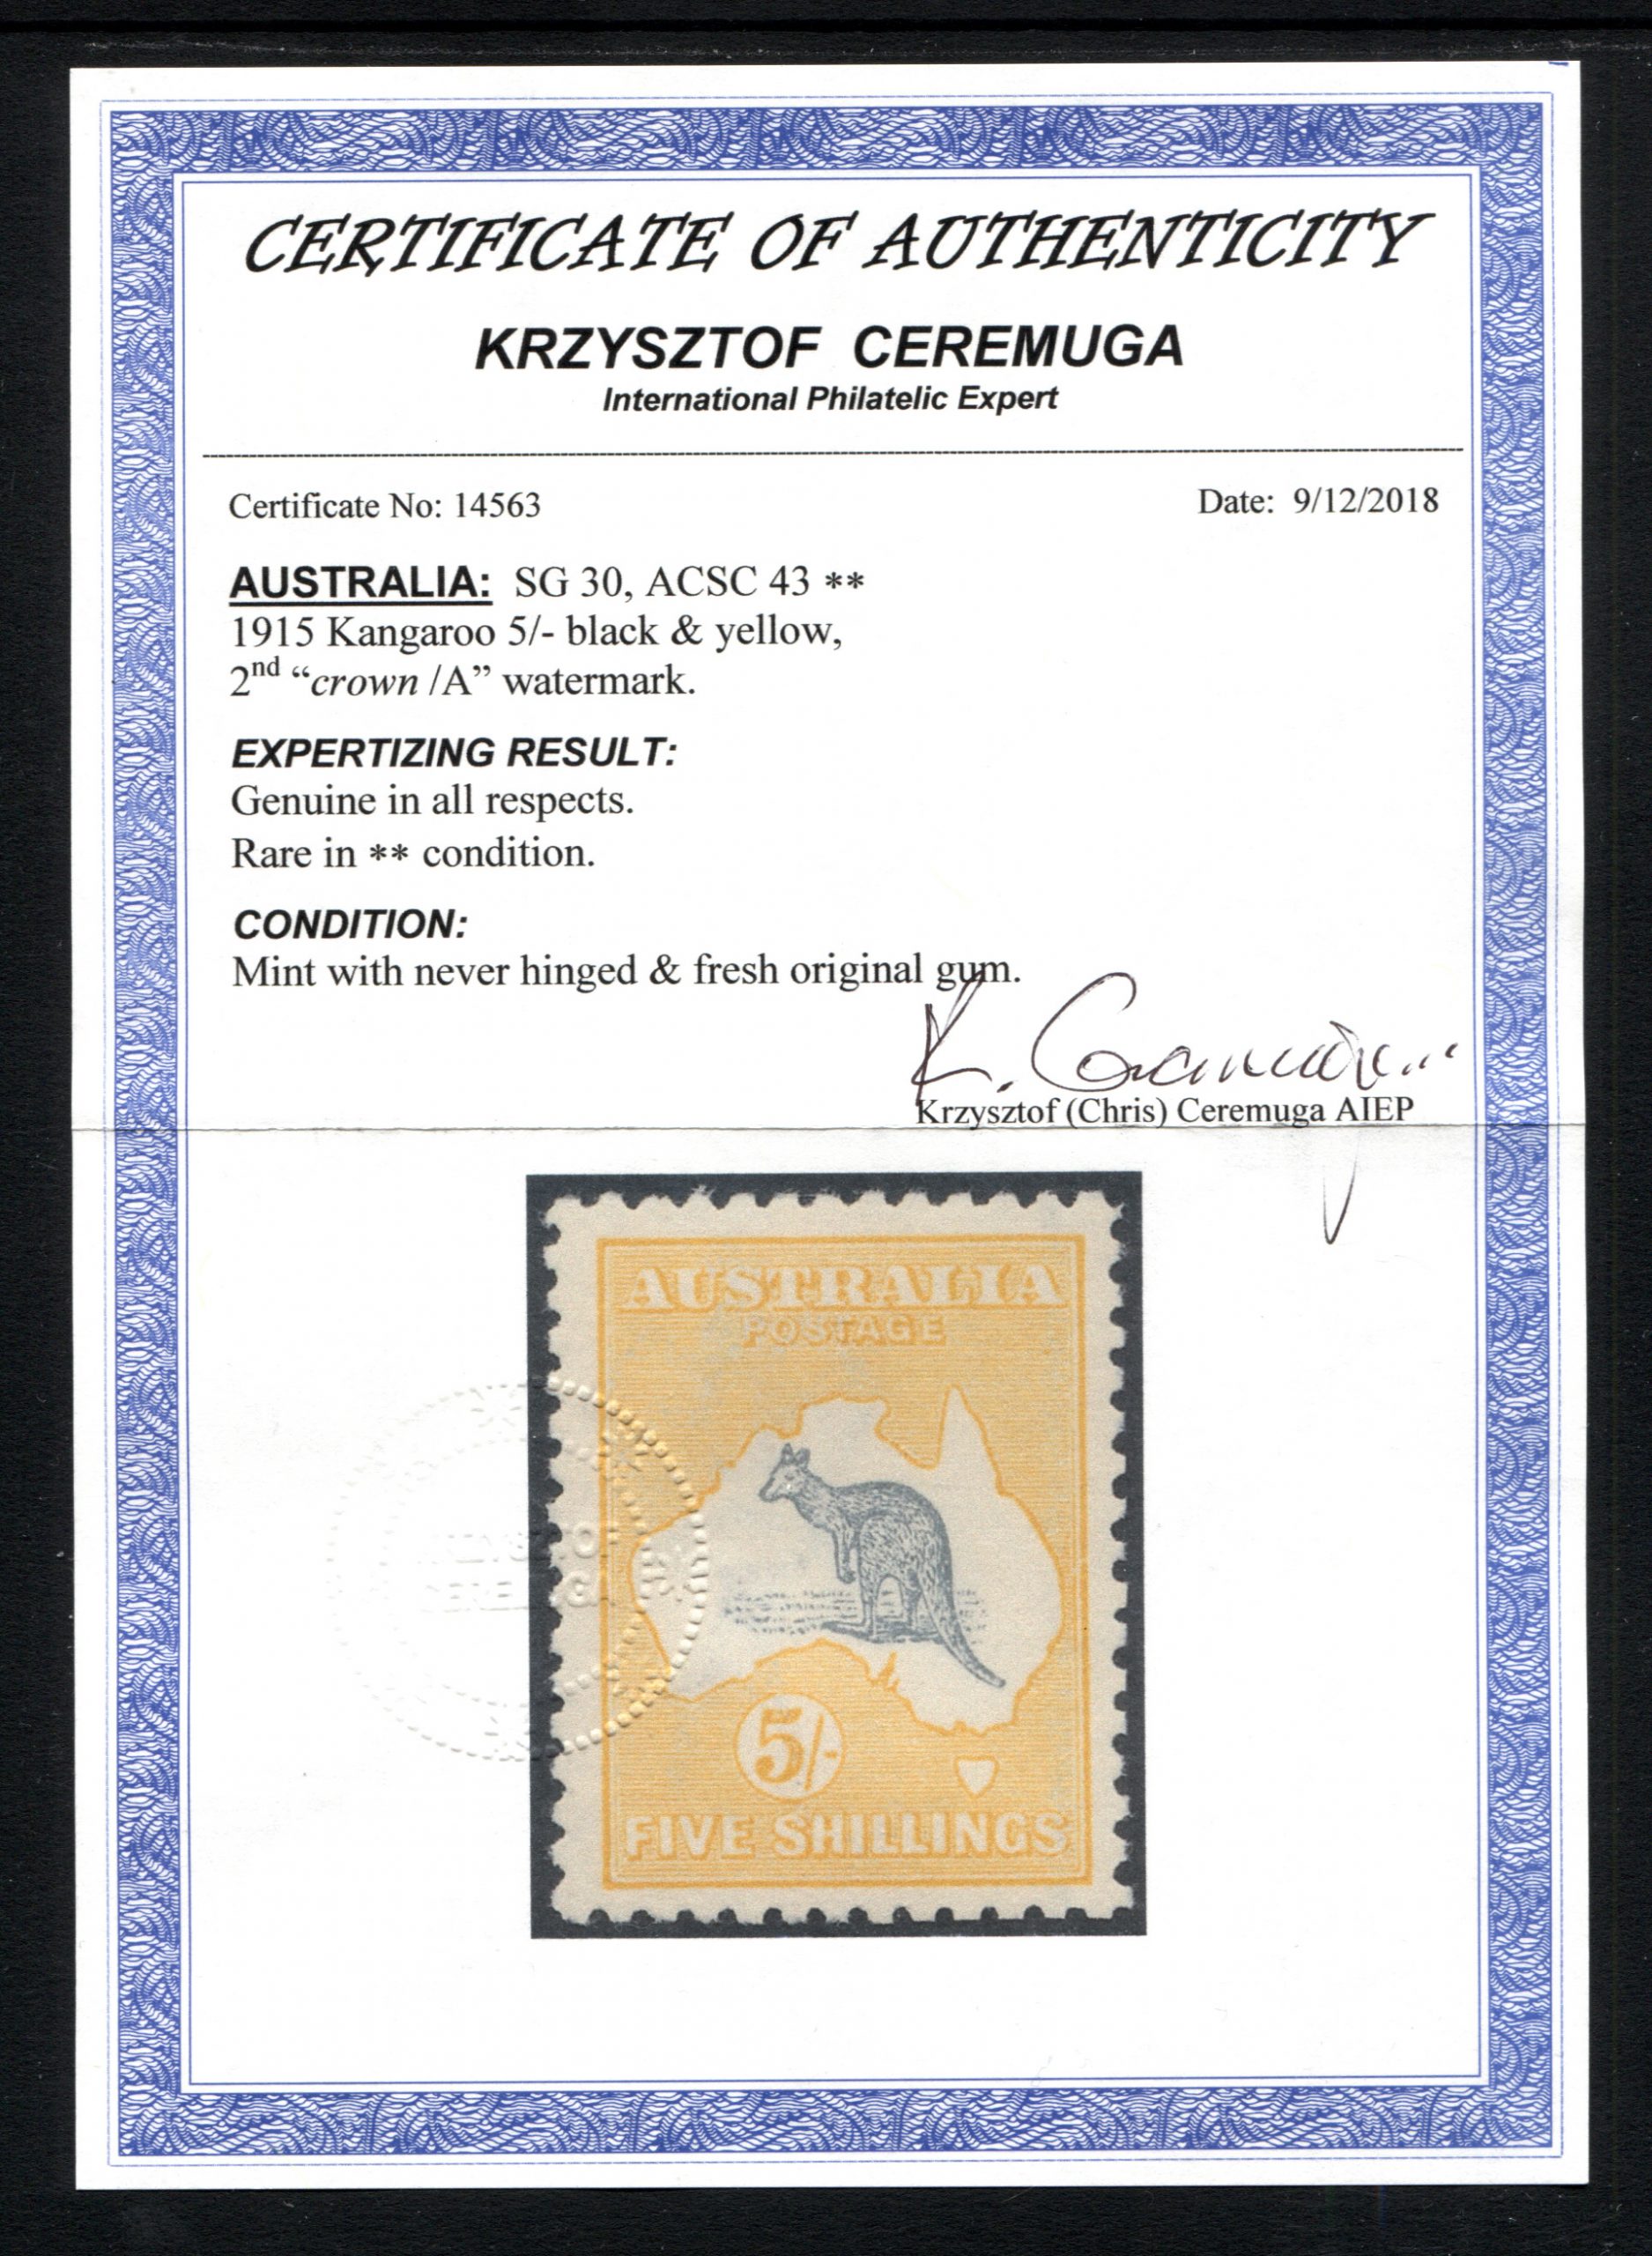 CERTIFICATE OF AUTHENTICITY
KRZYSZTOF CEREMUGA
International Philatelic Expert
Certificate No: 14563
Date: 9/12/2018
AUSTRALIA: SG 30, ACSC 43 **
1915 Kangaroo 5/- black & yellow,
2nd “crown /A” watermark.
EXPERTIZING RESULT:
Genuine in all respects.
Rare in ** condition.
CONDITION:
Mint with never hinged & fresh original gum.
K. Ceremuga
Krzysztof (Chris) Ceremuga AIEP
AUSTRALIA
POSTAGE
5/-
FIVE SHILLINGS